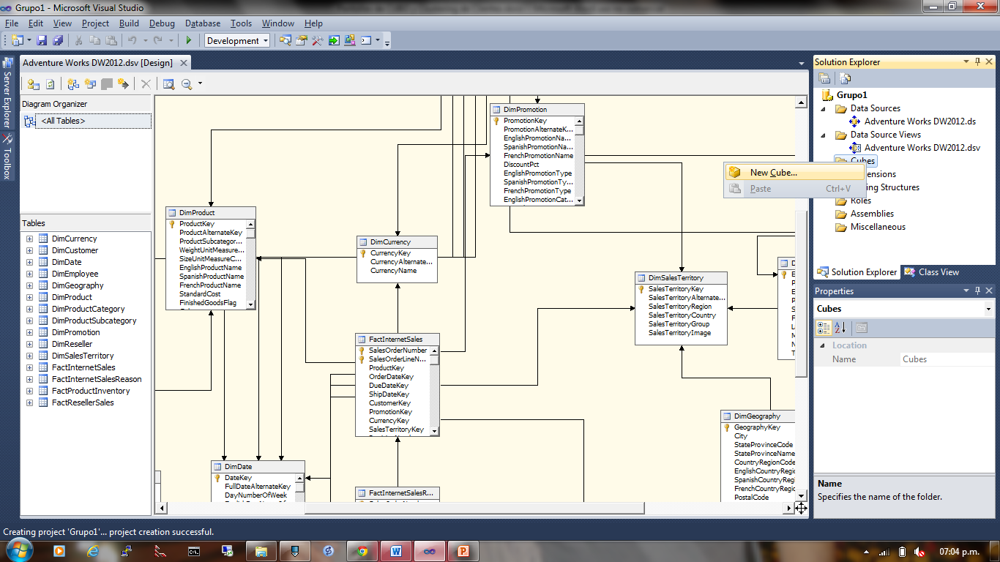 Grupo1 - Microsoft Visual Studio
File Edit View Project Build Debug Database Tools Window Help
Development
Server Explorer
Toolbox
Adventure Works DW2012.dsv [Design]
Diagram Organizer
<All Tables>
Tables
DimCurrency
DimCustomer
DimDate
DimEmployee
DimGeography
DimProduct
DimProductCategory
DimProductSubcategory
DimPromotion
DimReseller
DimSalesTerritory
FactInternetSales
FactInternetSalesReason
FactProductInventory
FactResellerSales
DimPromotion
PromotionKey
PromotionAlternateK...
EnglishPromotionNa...
SpanishPromotionNa...
FrenchPromotionName
DiscountPct
EnglishPromotionType
SpanishPromotionTy...
FrenchPromotionType
EnglishPromotionCat...
DimProduct
ProductKey
ProductAlternateKey
ProductSubcategor...
WeightUnitMeasure...
SizeUnitMeasureC...
EnglishProductName
SpanishProductName
FrenchProductName
StandardCost
FinishedGoodsFlag
DimCurrency
CurrencyKey
CurrencyAlternate...
CurrencyName
DimSalesTerritory
SalesTerritoryKey
SalesTerritoryAlternate...
SalesTerritoryRegion
SalesTerritoryCountry
SalesTerritoryGroup
SalesTerritoryImage
FactInternetSales
SalesOrderNumber
SalesOrderLineN...
ProductKey
OrderDateKey
DueDateKey
ShipDateKey
CustomerKey
PromotionKey
CurrencyKey
SalesTerritoryKey
DimDate
DateKey
FullDateAlternateKey
DayNumberOfWeek
FactInternetSalesR...
DimGeography
GeographyKey
City
StateProvinceCode
StateProvinceName
CountryRegionCode
EnglishCountryRegi
SpanishCountryRegi
FrenchCountryRegio
PostalCode
Solution Explorer
Grupo1
Data Sources
Adventure Works DW2012.ds
Data Source Views
Adventure Works DW2012.dsv
Cubes
New Cube...
Paste Ctrl+V
ensions
g Structures
Roles
Assemblies
Miscellaneous
Solution Explorer Class View
Properties
Cubes
Location
Name Cubes
Name
Specifies the name of the folder.
Creating project 'Grupo1'... project creation successful.
07:04 p.m.